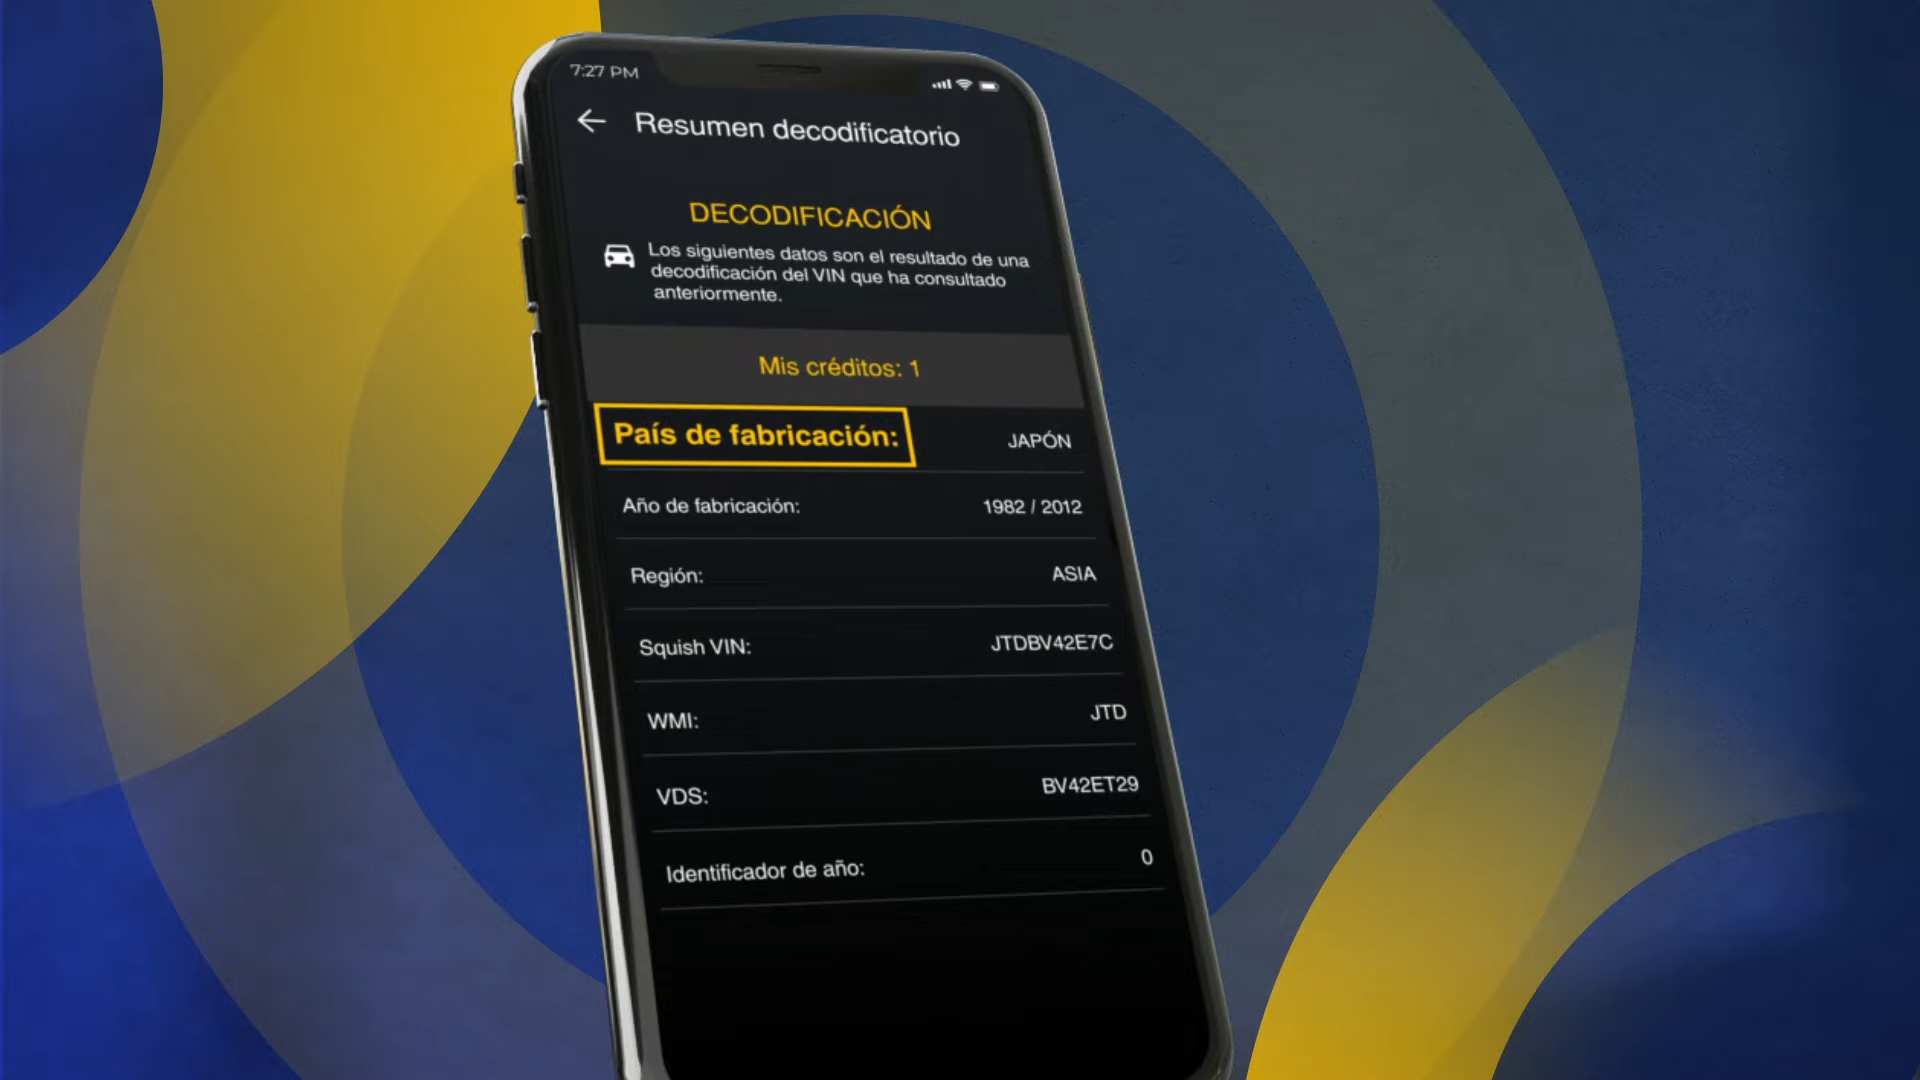 7:27 PM
Resumen decodificatorio
DECODIFICACIÓN
Los siguientes datos son el resultado de una
decodificación del VIN que ha consultado
anteriormente.
Mis créditos: 1
País de fabricación: JAPÓN
Año de fabricación: 1982 / 2012
Región: ASIA
Squish VIN: JTDBV42E7C
WMI: JTD
VDS: BV42ET29
Identificador de año: 0